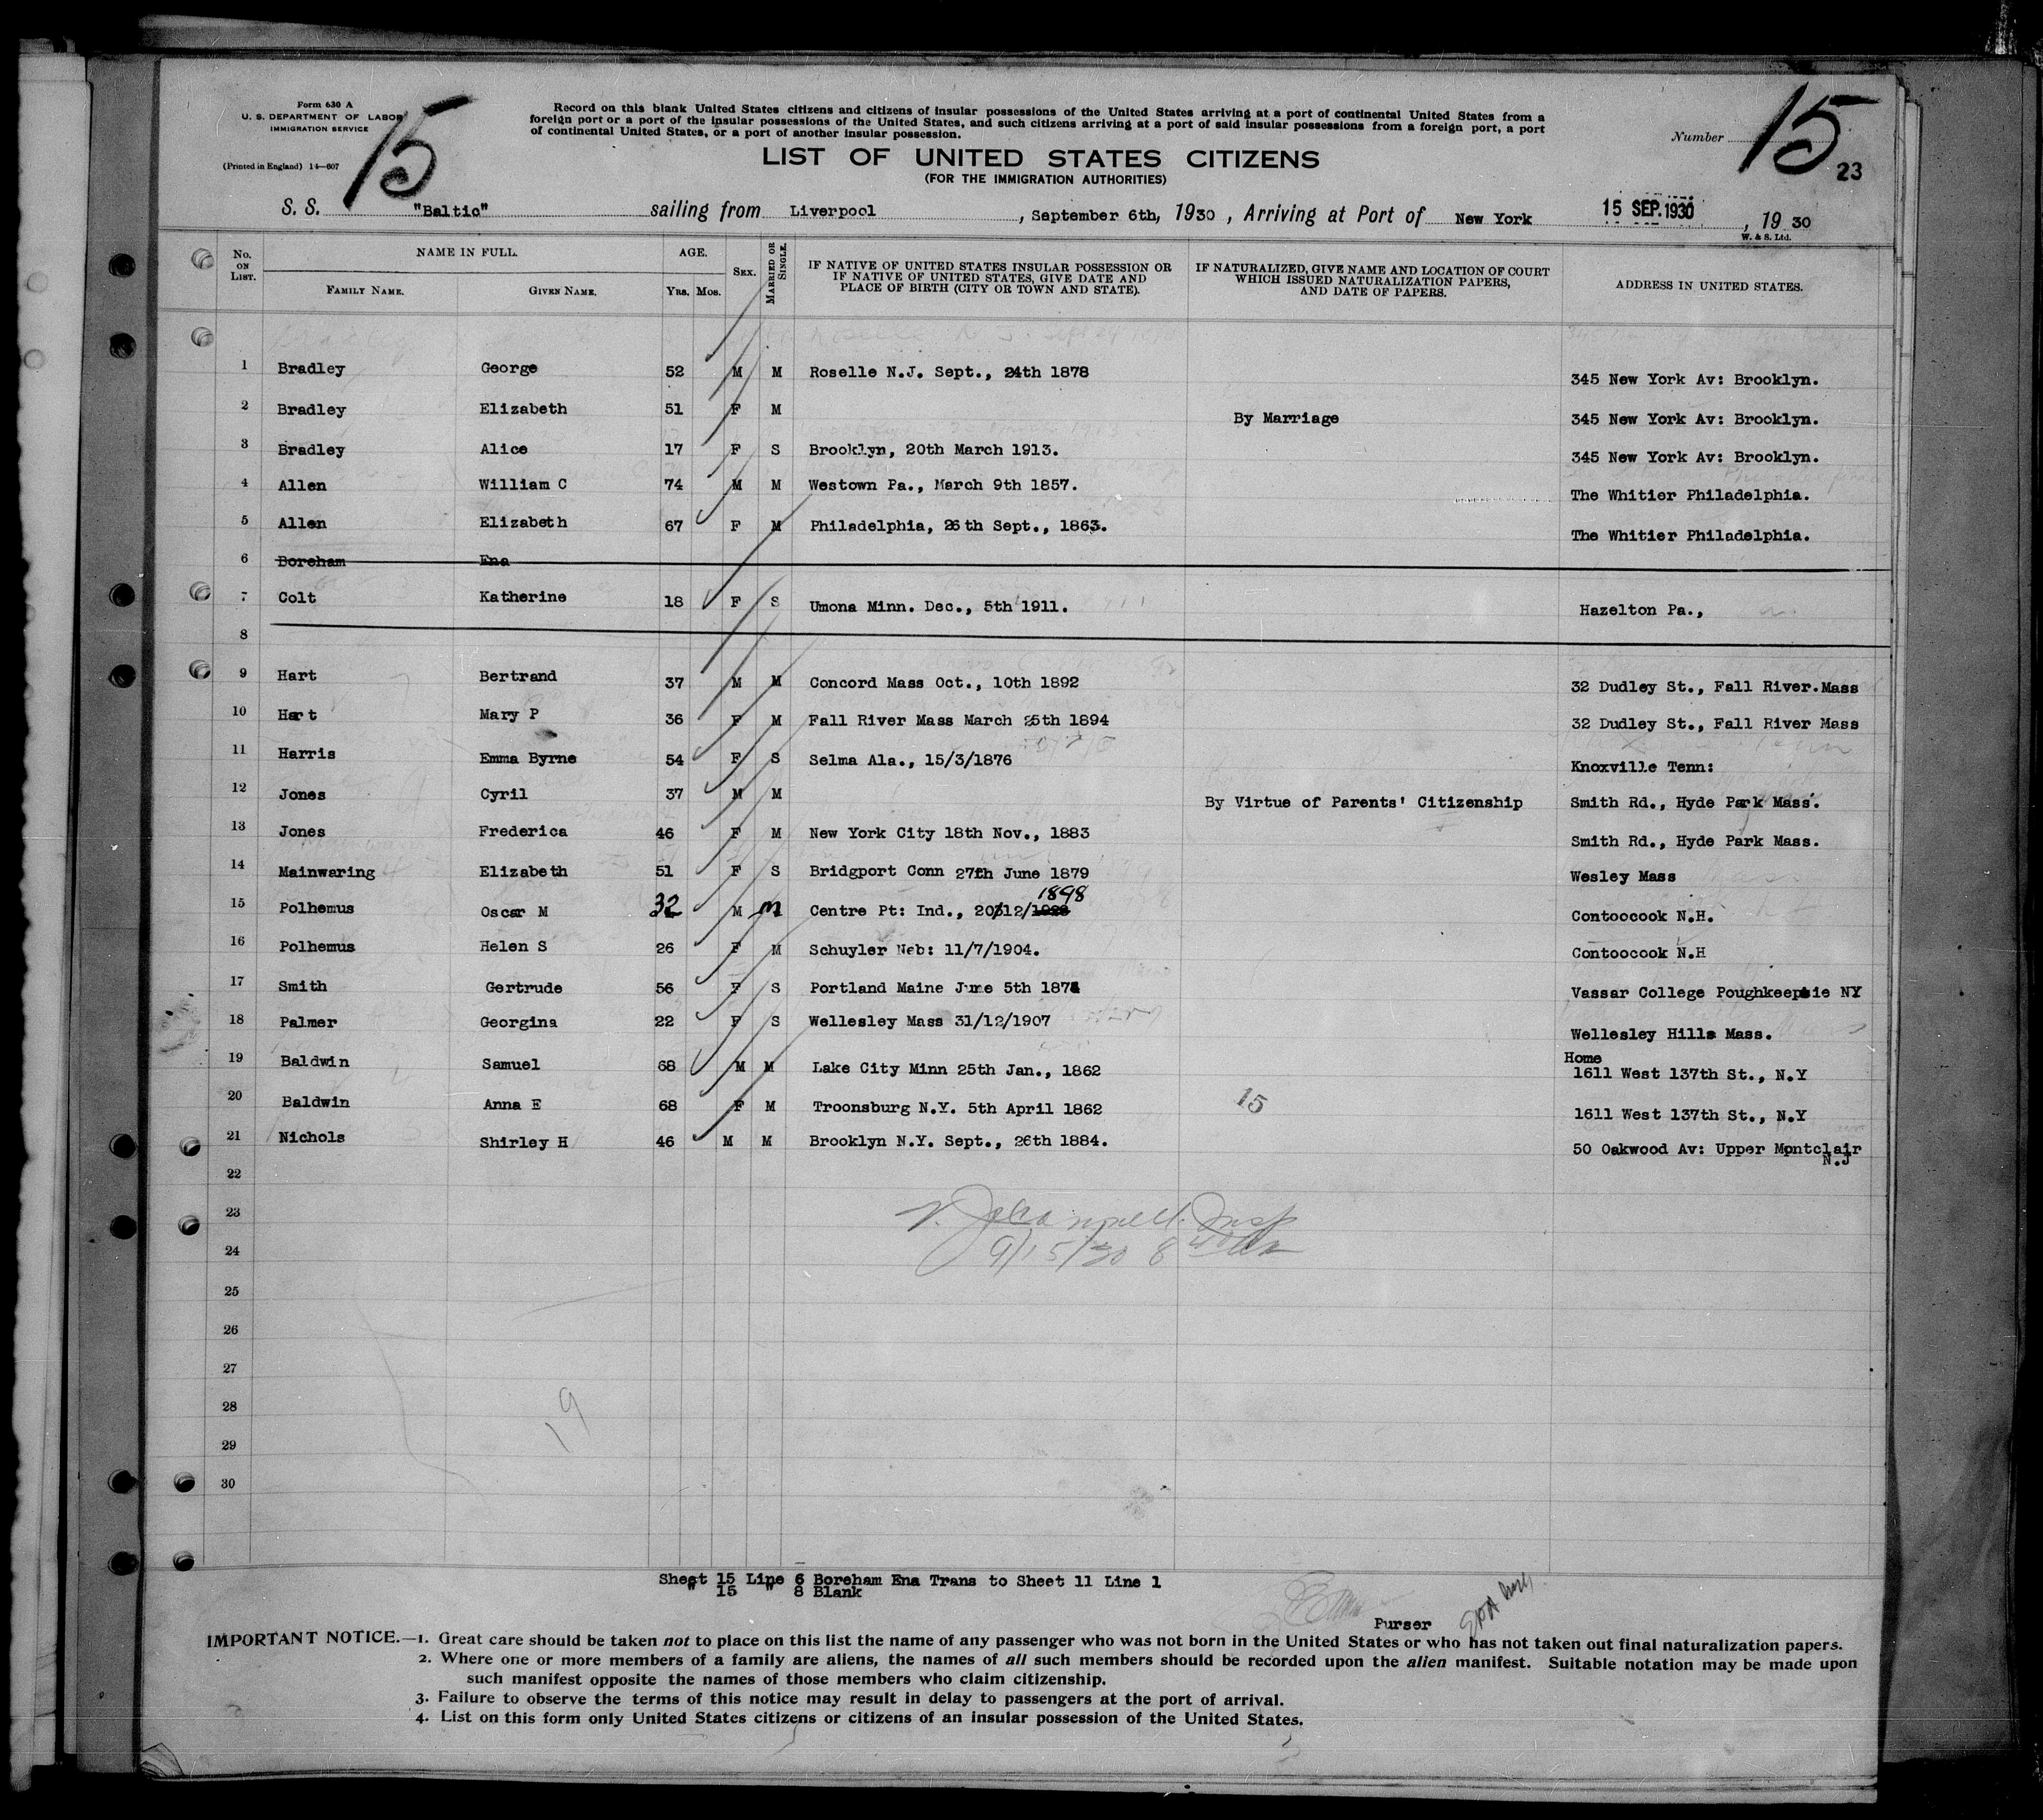 Form 630 A
U. S. DEPARTMENT OF LABOR
IMMIGRATION SERVICE
(Printed in England) 14—607
15
Record on this blank United States citizens and citizens of insular possessions of the United States arriving at a port of continental United States from a
foreign port or a port of the insular possessions of the United States, and such citizens arriving at a port of said insular possessions from a foreign port, a port
of continental United States, or a port of another insular possession.
LIST OF UNITED STATES CITIZENS
(FOR THE IMMIGRATION AUTHORITIES)
Number 15
23
S. S. "Baltic" sailing from Liverpool, September 6th, 1930, Arriving at Port of New York 15 SEP. 1930, 19 30
W. & S. Ltd.
No. ON LIST. NAME IN FULL. FAMILY NAME. GIVEN NAME. AGE. Yrs. Mos. SEX. MARRIED OR SINGLE. IF NATIVE OF UNITED STATES INSULAR POSSESSION OR IF NATIVE OF UNITED STATES, GIVE DATE AND PLACE OF BIRTH (CITY OR TOWN AND STATE). IF NATURALIZED, GIVE NAME AND LOCATION OF COURT WHICH ISSUED NATURALIZATION PAPERS, AND DATE OF PAPERS. ADDRESS IN UNITED STATES.
1 Bradley George 52 M M Roselle N.J. Sept., 24th 1878 345 New York Av: Brooklyn.
2 Bradley Elizabeth 51 F M By Marriage 345 New York Av: Brooklyn.
3 Bradley Alice 17 F S Brooklyn, 20th March 1913. 345 New York Av: Brooklyn.
4 Allen William C 74 M M Westown Pa., March 9th 1857. The Whitier Philadelphia.
5 Allen Elizabeth 67 F M Philadelphia, 26th Sept., 1863. The Whitier Philadelphia.
6 Boreham Ena
7 Colt Katherine 18 F S Umona Minn. Dec., 5th 1911. Hazelton Pa.,
8
9 Hart Bertrand 37 M M Concord Mass Oct., 10th 1892 32 Dudley St., Fall River.Mass
10 Hart Mary P 36 F M Fall River Mass March 25th 1894 32 Dudley St., Fall River Mass
11 Harris Emma Byrne 54 F S Selma Ala., 15/3/1876 Knoxville Tenn:
12 Jones Cyril 37 M M By Virtue of Parents' Citizenship Smith Rd., Hyde Park Mass.
13 Jones Frederica 46 F M New York City 18th Nov., 1883 Smith Rd., Hyde Park Mass.
14 Mainwaring Elizabeth 51 F S Bridgport Conn 27th June 1879 Wesley Mass
15 Polhemus Oscar M 32 M M Centre Pt: Ind., 20/12/1898 Contoocook N.H.
16 Polhemus Helen S 26 F M Schuyler Neb: 11/7/1904. Contoocook N.H
17 Smith Gertrude 56 F S Portland Maine June 5th 1874 Vassar College Poughkeepsie NY
18 Palmer Georgina 22 F S Wellesley Mass 31/12/1907 Wellesley Hills Mass.
19 Baldwin Samuel 68 M M Lake City Minn 25th Jan., 1862 Home 1611 West 137th St., N.Y
20 Baldwin Anna E 68 F M Troonsburg N.Y. 5th April 1862 15 1611 West 137th St., N.Y
21 Nichols Shirley H 46 M M Brooklyn N.Y. Sept., 26th 1884. 50 Oakwood Av: Upper Montclair N.J
22
23
24 9/15/30
25
26
27
28
19
29
30
Sheet 15 Line 6 Boreham Ena Trans to Sheet 11 Line 1
" 15 " 8 Blank
Purser
IMPORTANT NOTICE.—1. Great care should be taken not to place on this list the name of any passenger who was not born in the United States or who has not taken out final naturalization papers.
2. Where one or more members of a family are aliens, the names of all such members should be recorded upon the alien manifest. Suitable notation may be made upon
such manifest opposite the names of those members who claim citizenship.
3. Failure to observe the terms of this notice may result in delay to passengers at the port of arrival.
4. List on this form only United States citizens or citizens of an insular possession of the United States.